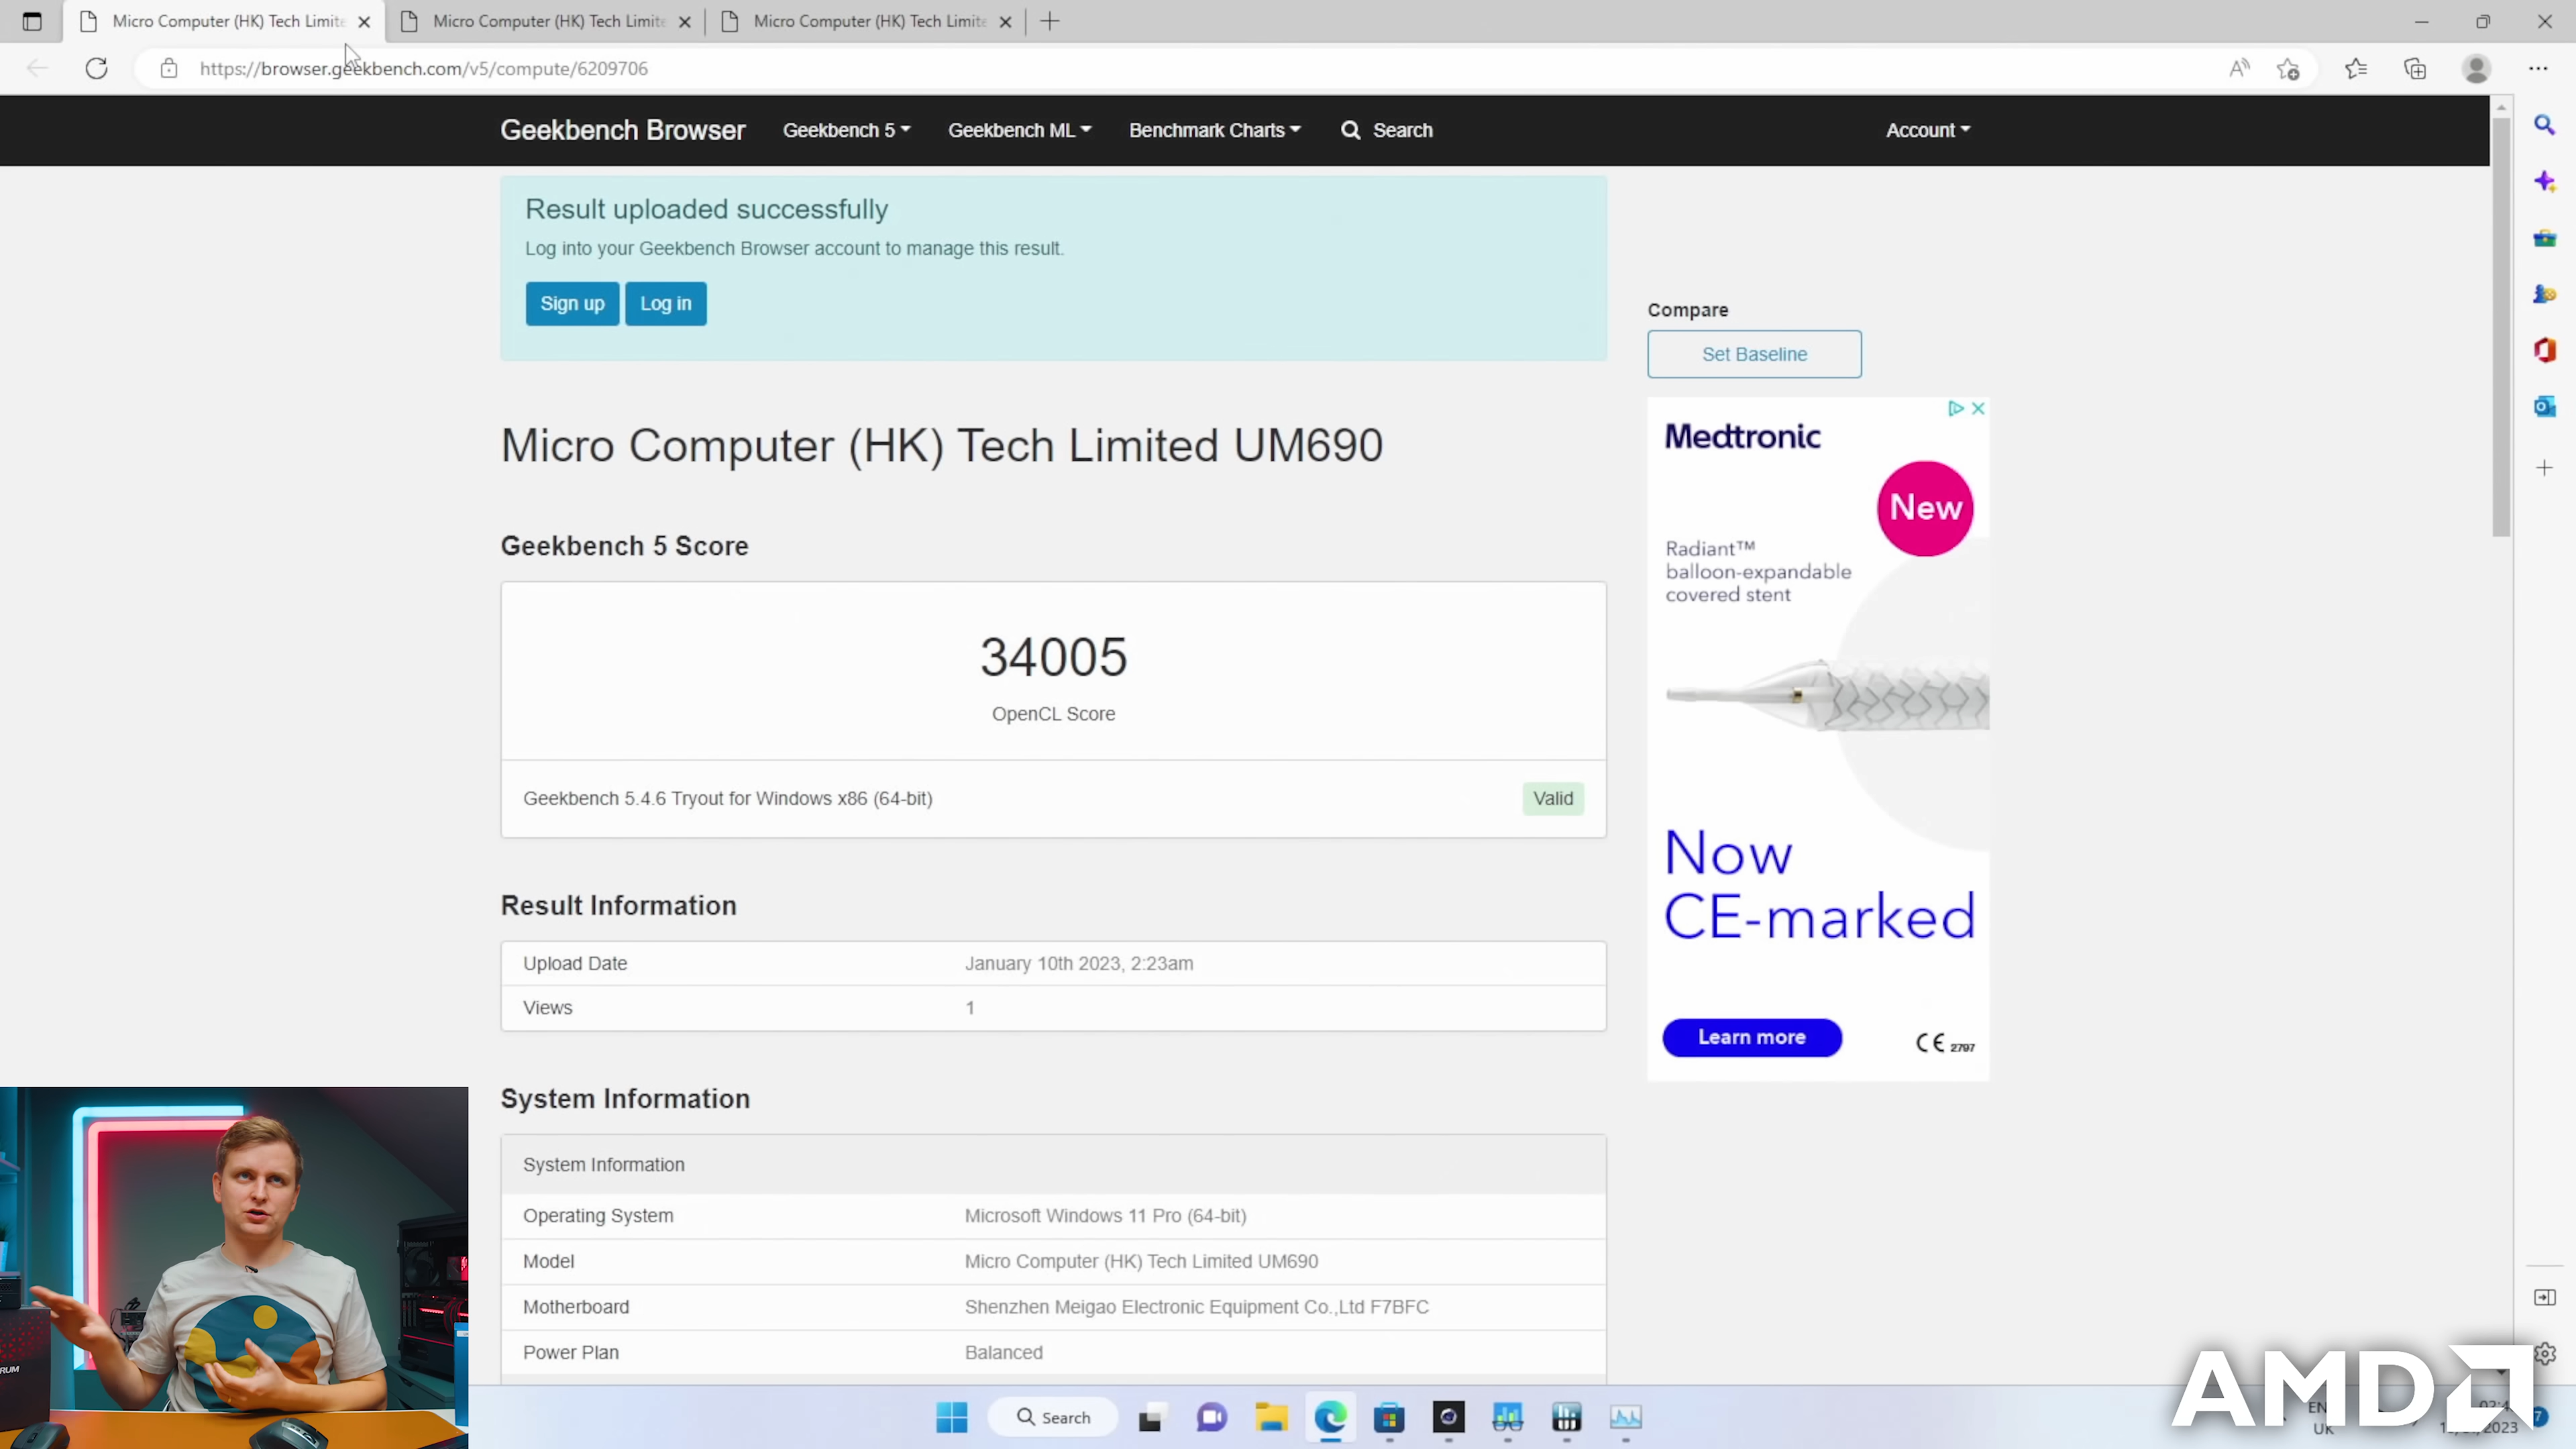 Micro Computer (HK) Tech Limite
Micro Computer (HK) Tech Limite
Micro Computer (HK) Tech Limite
https://browser.geekbench.com/v5/compute/6209706
Geekbench Browser
Geekbench 5
Geekbench ML
Benchmark Charts
Search
Account
Result uploaded successfully
Log into your Geekbench Browser account to manage this result.
Sign up
Log in
Compare
Set Baseline
Micro Computer (HK) Tech Limited UM690
Geekbench 5 Score
34005
OpenCL Score
Geekbench 5.4.6 Tryout for Windows x86 (64-bit)
Valid
Medtronic
New
Radiant™
balloon-expandable
covered stent
Now
CE-marked
Learn more
CE 2797
Result Information
Upload Date January 10th 2023, 2:23am
Views 1
System Information
System Information
Operating System Microsoft Windows 11 Pro (64-bit)
Model Micro Computer (HK) Tech Limited UM690
Motherboard Shenzhen Meigao Electronic Equipment Co.,Ltd F7BFC
Power Plan Balanced
RUM
Search
AMD
UK
2023
7